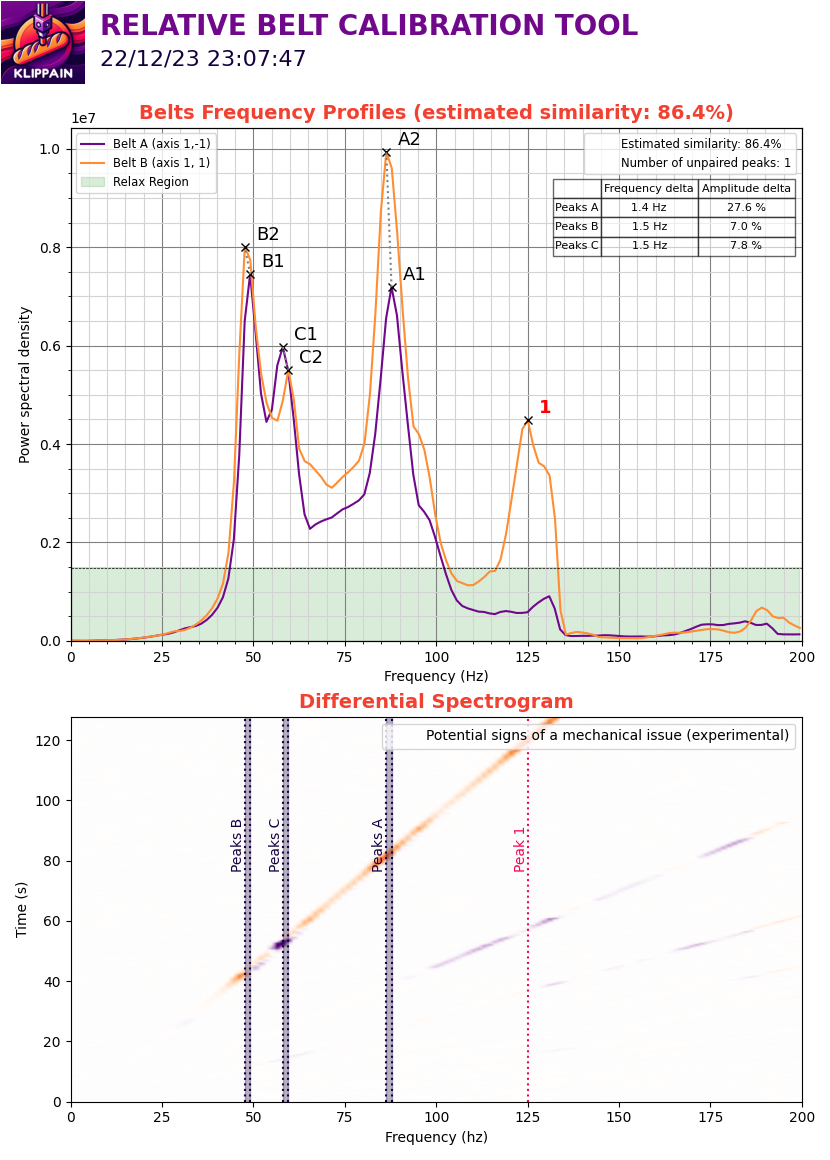 KLIPPAIN
RELATIVE BELT CALIBRATION TOOL
22/12/23 23:07:47
Belts Frequency Profiles (estimated similarity: 86.4%)
1e7
Belt A (axis 1,-1)
Belt B (axis 1, 1)
Relax Region
Estimated similarity: 86.4%
Number of unpaired peaks: 1
Frequency delta Amplitude delta
Peaks A 1.4 Hz 27.6 %
Peaks B 1.5 Hz 7.0 %
Peaks C 1.5 Hz 7.8 %
A2
B2
B1
A1
C1
C2
1
1.0
0.8
0.6
0.4
0.2
0.0
Power spectral density
0 25 50 75 100 125 150 175 200
Frequency (Hz)
Differential Spectrogram
Potential signs of a mechanical issue (experimental)
Peaks B
Peaks C
Peaks A
Peak 1
120
100
80
60
40
20
0
Time (s)
0 25 50 75 100 125 150 175 200
Frequency (hz)